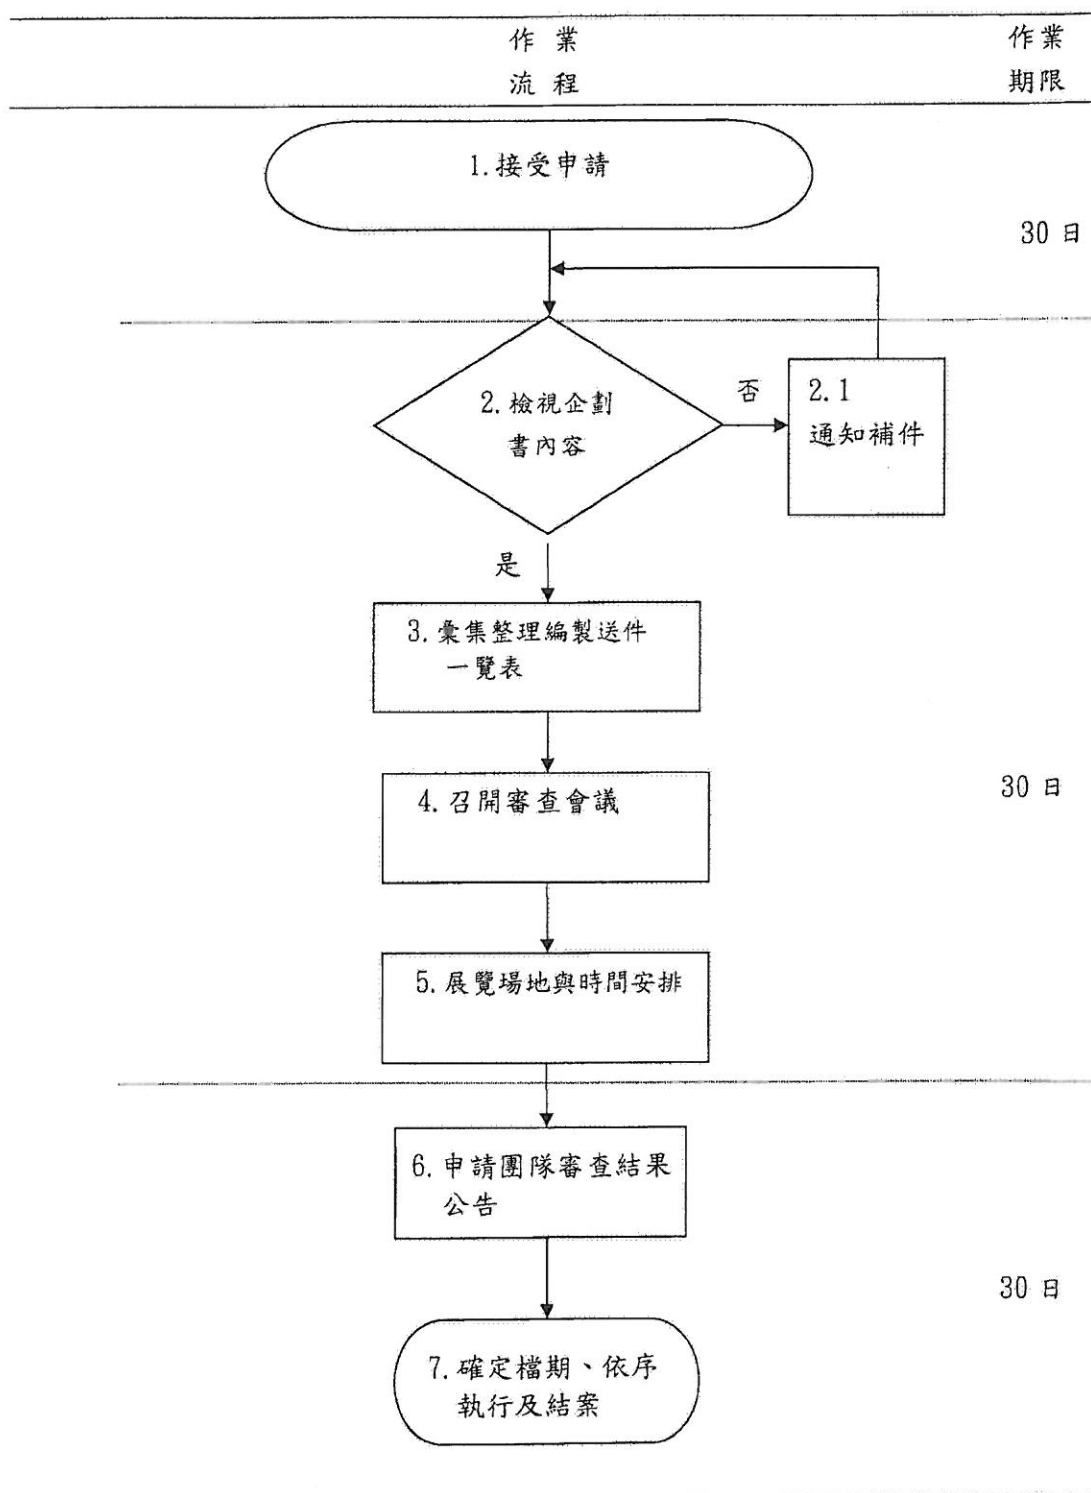 作業 作業
流程 期限
1.接受申請
30 日
2.檢視企劃
書內容
否
2.1
通知補件
是
3.彙集整理編製送件
一覽表
4.召開審查會議
30 日
5.展覽場地與時間安排
6.申請團隊審查結果
公告
30 日
7.確定檔期、依序
執行及結案